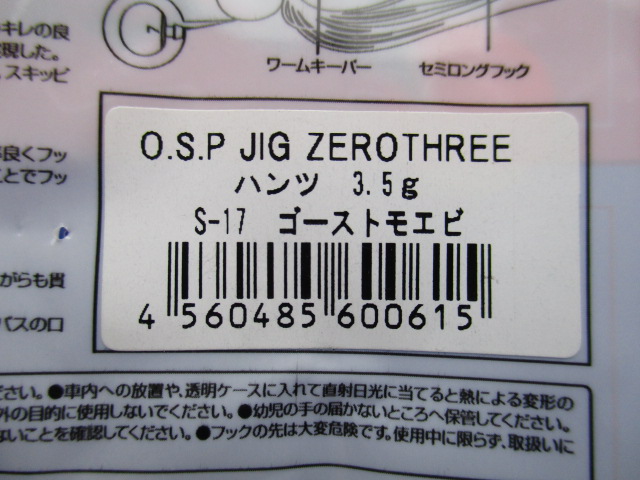 キレの良
現した。
スキッピ
ワームキーパー
セミロングフック
良くフッ
ことでフッ
O.S.P JIG ZEROTHREE
ハンツ 3.5g
S-17 ゴーストモエビ
4 560485 600615
がらも貫
バスの口
ださい。●車内への放置や、透明ケースに入れて直射日光に当てると熱による変形の
外の目的に使用しないでください。●幼児の手の届かないところへ保管してください。
ないことを確認してください。●フックの先は大変危険です。使用中に限らず、取扱いに